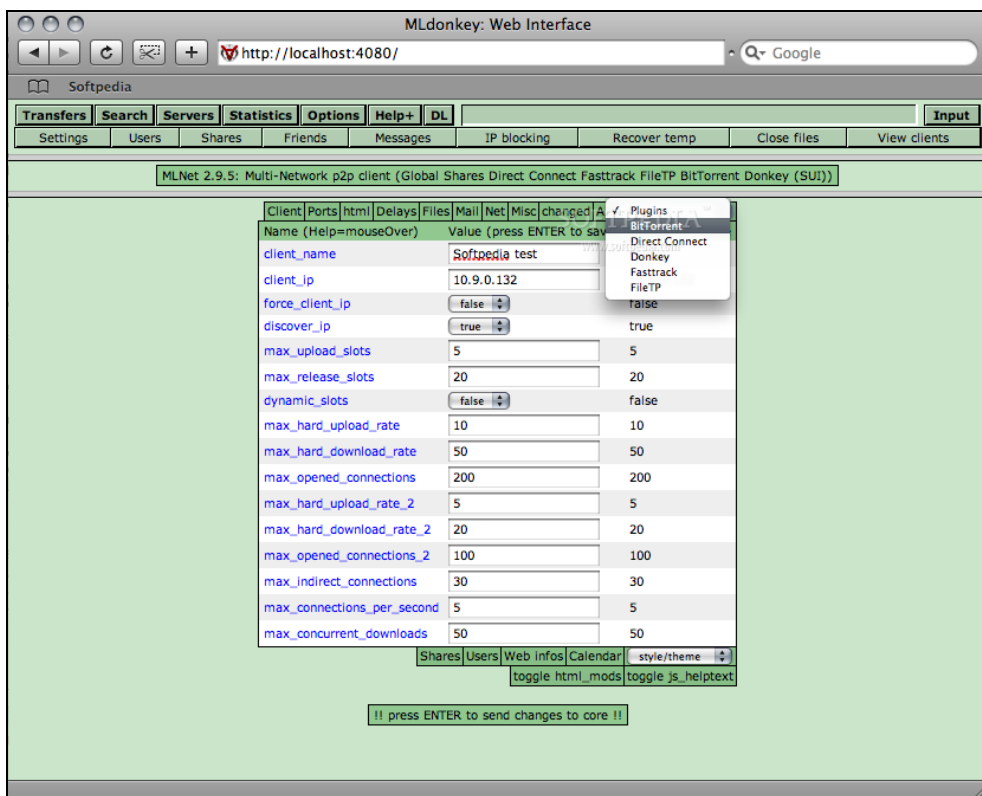 MLdonkey: Web Interface
http://localhost:4080/ Google
Softpedia
Transfers Search Servers Statistics Options Help+ DL Input
Settings Users Shares Friends Messages IP blocking Recover temp Close files View clients
MLNet 2.9.5: Multi-Network p2p client (Global Shares Direct Connect Fasttrack FileTP BitTorrent Donkey (SUI))
Client Ports html Delays Files Mail Net Misc changed A ✓ Plugins
BitTorrent
Direct Connect
Donkey
Fasttrack
FileTP
SOFTPEDIA™
www.softpedia.com
Name (Help=mouseOver) Value (press ENTER to sav
client_name Softpedia test
client_ip 10.9.0.132
force_client_ip false false
discover_ip true true
max_upload_slots 5 5
max_release_slots 20 20
dynamic_slots false false
max_hard_upload_rate 10 10
max_hard_download_rate 50 50
max_opened_connections 200 200
max_hard_upload_rate_2 5 5
max_hard_download_rate_2 20 20
max_opened_connections_2 100 100
max_indirect_connections 30 30
max_connections_per_second 5 5
max_concurrent_downloads 50 50
Shares Users Web infos Calendar style/theme
toggle html_mods toggle js_helptext
!! press ENTER to send changes to core !!